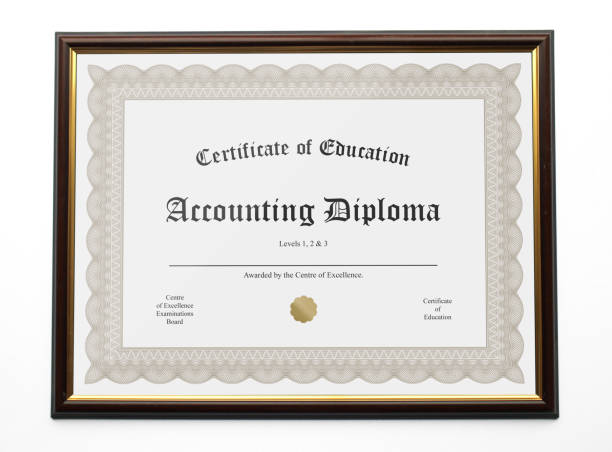 Certificate of Education
Accounting Diploma
Levels 1, 2 & 3
Awarded by the Centre of Excellence.
Centre
of Excellence
Examinations
Board
Certificate
of
Education